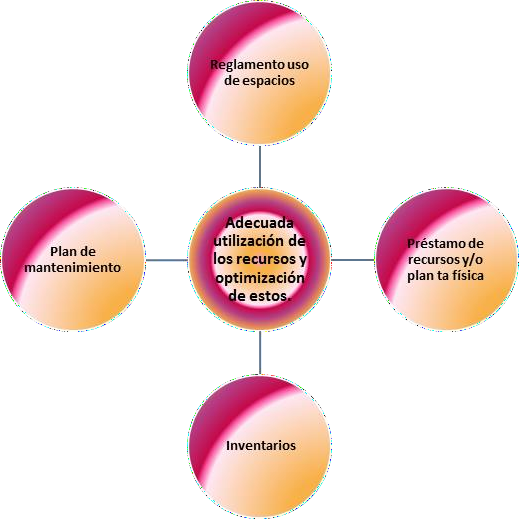 Reglamento uso
de espacios
Plan de
mantenimiento
Adecuada
utilización de
los recursos y
optimización
de estos.
Préstamo de
recursos y/o
plan ta física
Inventarios